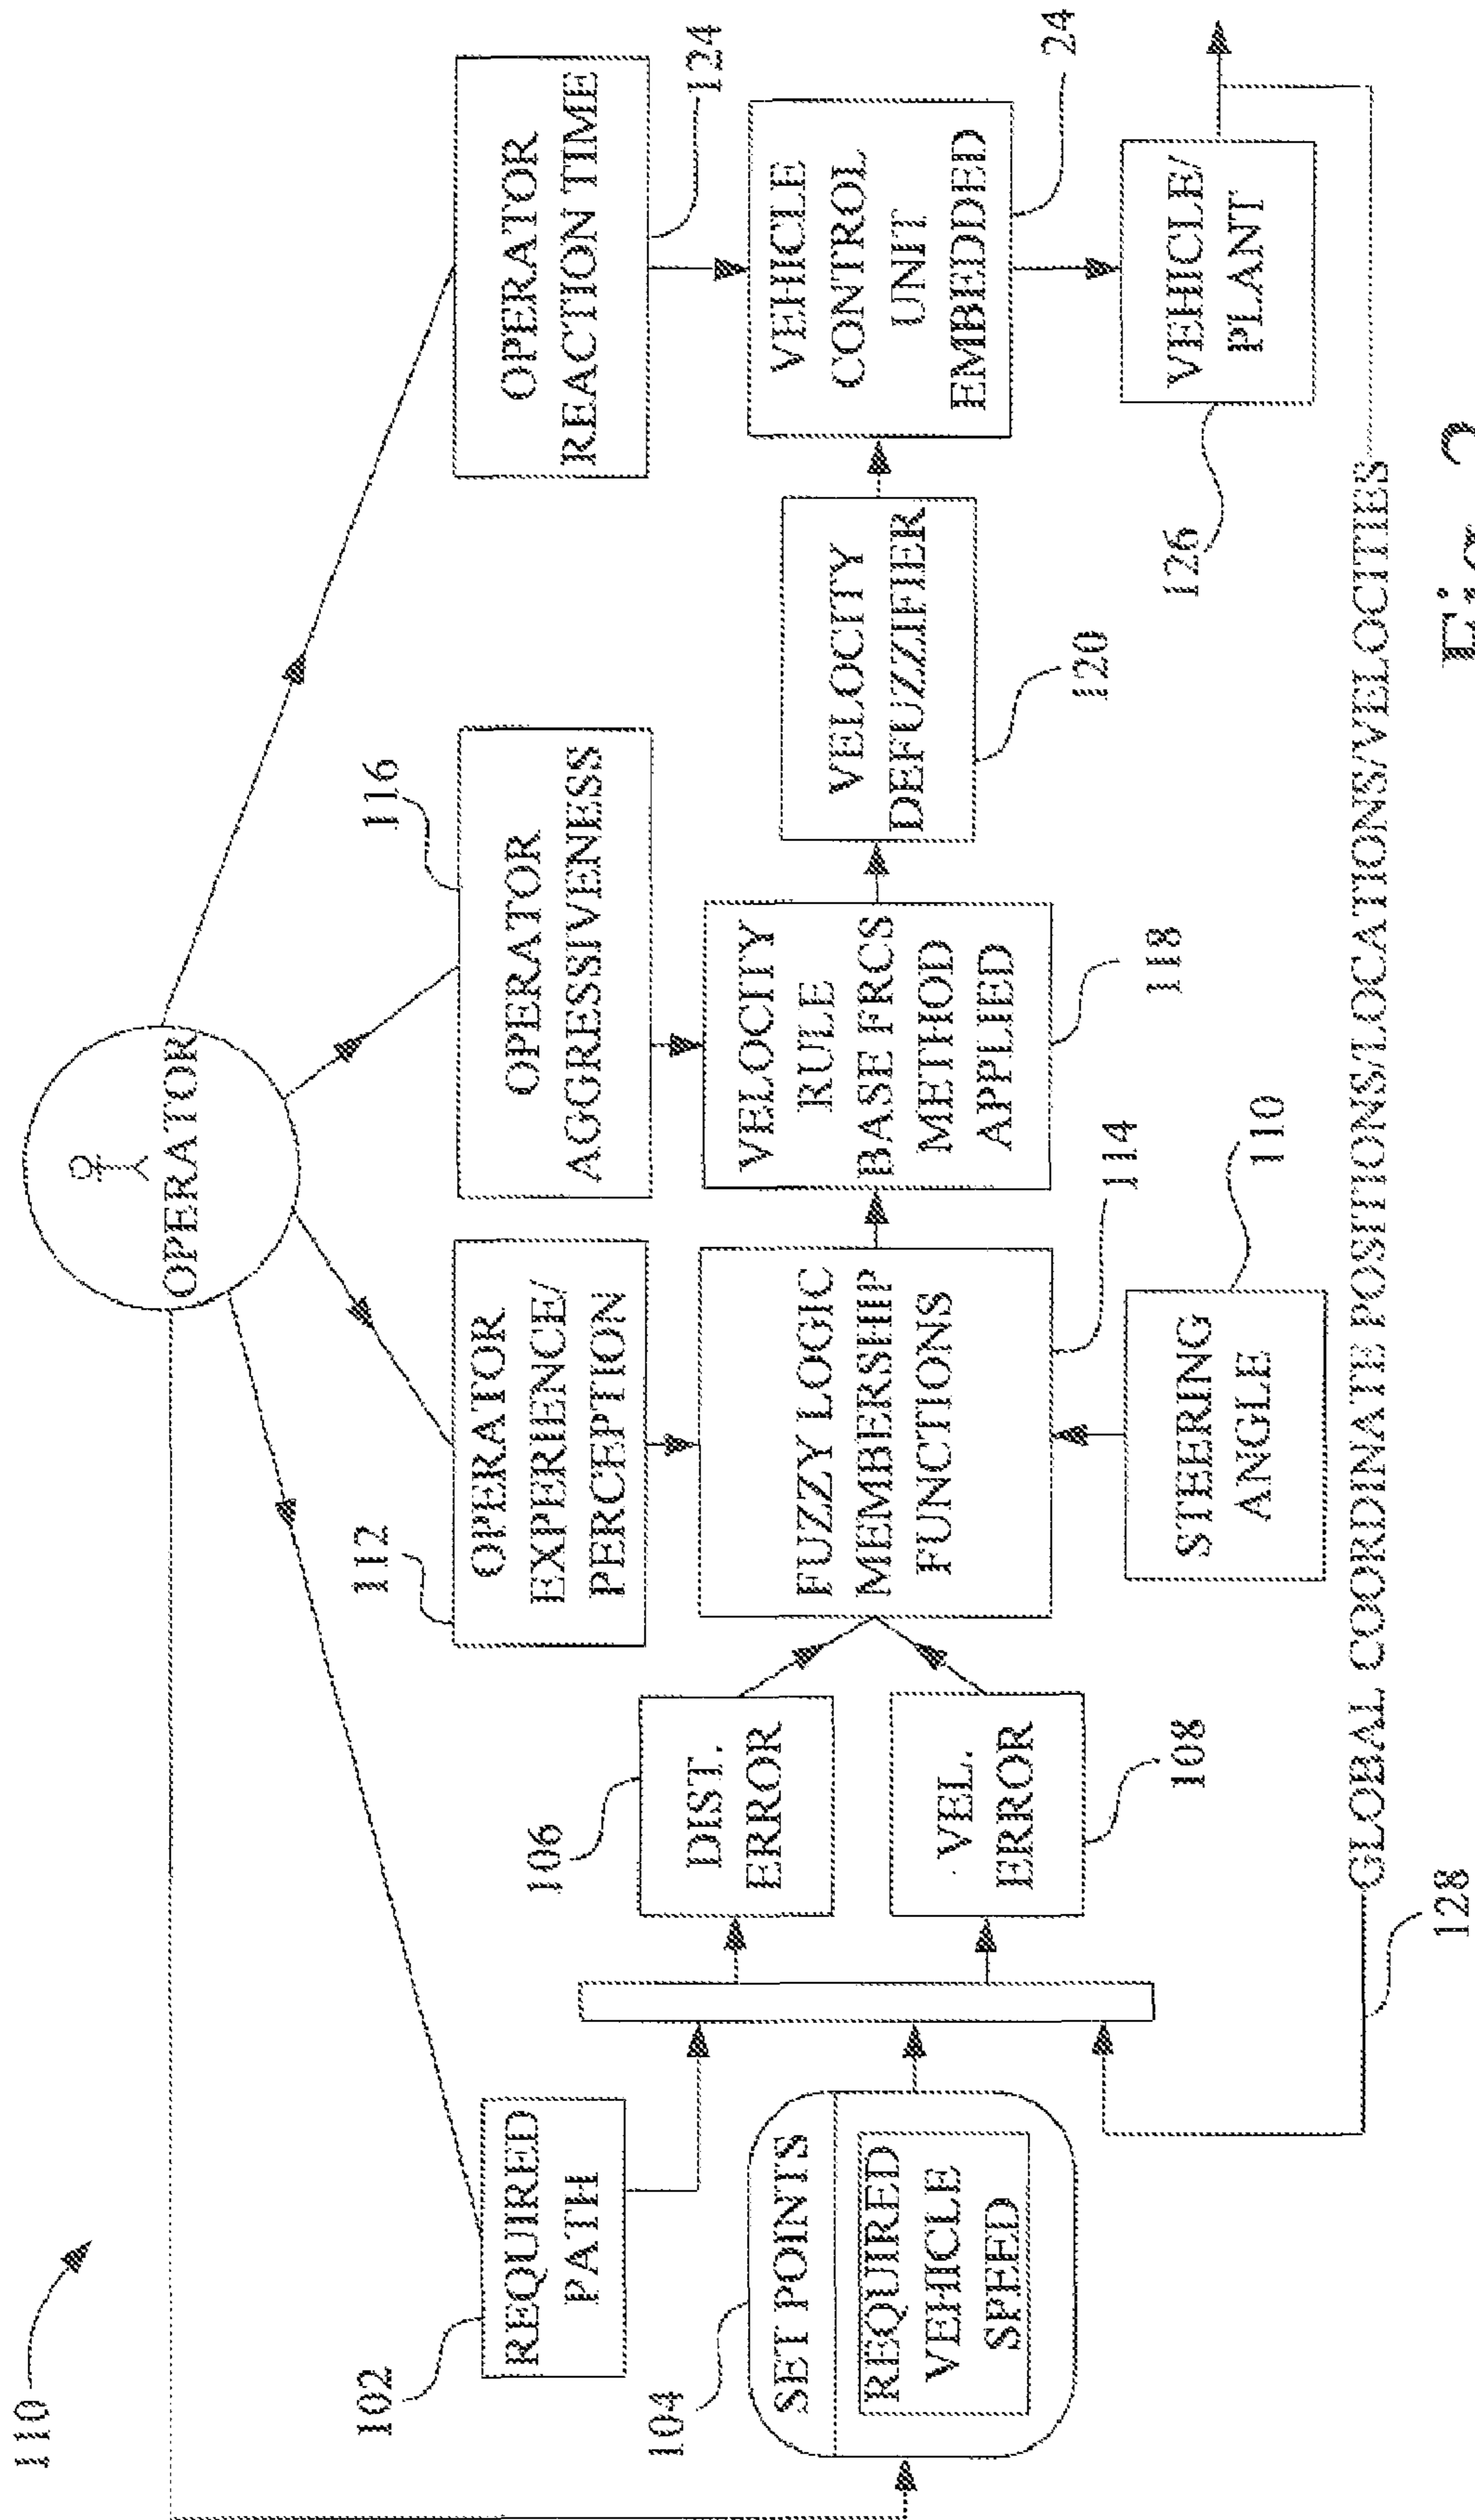 110
OPERATOR
102
REQUIRED
PATH
104
SET POINTS
REQUIRED
VEHICLE
SPEED
106
DIST.
ERROR
VEL.
ERROR
108
112
OPERATOR
EXPERIENCE/
PERCEPTION
FUZZY LOGIC
MEMBERSHIP
FUNCTIONS
114
STEERING
ANGLE
110
116
OPERATOR
AGGRESSIVENESS
VELOCITY
RULE
BASE FRCS
METHOD
APPLIED
118
VELOCITY
DEFUZZIFIER
120
OPERATOR
REACTION TIME
124
VEHICLE
CONTROL
UNIT
EMBEDDED
24
VEHICLE/
PLANT
126
GLOBAL COORDINATE POSITIONS/LOCATIONS/VELOCITIES
128